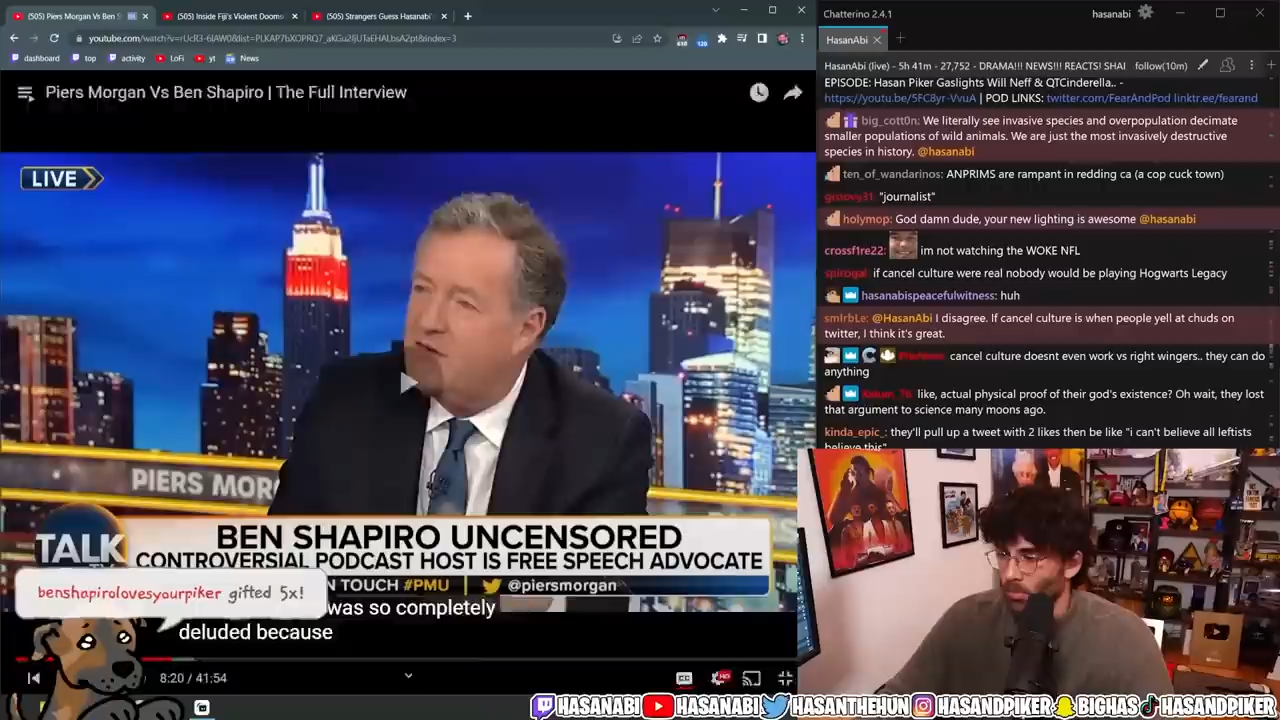 (505) Piers Morgan Vs Ben S
(505) Inside Fiji's Violent Dooms
(505) Strangers Guess Hasanabi'
youtube.com/watch?v=rUcR3-6lAW0&list=PLKAP7bXOPRQ7_aKGu2IjUTaEHALbsA2pt&index=3
dashboard
top
activity
LoFi
yt
News
Piers Morgan Vs Ben Shapiro | The Full Interview
LIVE
PIERS MOR
BEN SHAPIRO UNCENSORED
TALK
CONTROVERSIAL PODCAST HOST IS FREE SPEECH ADVOCATE
N TOUCH #PMU
@piersmorgan
benshapirolovesyourpiker gifted 5x!
was so completely
deluded because
8:20 / 41:54
Chatterino 2.4.1
hasanabi
HasanAbi
HasanAbi (live) - 5h 41m - 27,752 - DRAMA!!! NEWS!!! REACTS! SHAI
follow(10m)
EPISODE: Hasan Piker Gaslights Will Neff & QTCinderella.. -
https://youtu.be/5FC8yr-VvuA | POD LINKS: twitter.com/FearAndPod linktr.ee/fearand
big_cott0n: We literally see invasive species and overpopulation decimate
smaller populations of wild animals. We are just the most invasively destructive
species in history. @hasanabi
ten_of_wandarinos: ANPRIMS are rampant in redding ca (a cop cuck town)
groovy31 "journalist"
holymop: God damn dude, your new lighting is awesome @hasanabi
crossf1re22: im not watching the WOKE NFL
spirogal if cancel culture were real nobody would be playing Hogwarts Legacy
hasanabispeacefulwitness: huh
smIrbLe: @HasanAbi I disagree. If cancel culture is when people yell at chuds on
twitter, I think it's great.
cancel culture doesnt even work vs right wingers.. they can do
anything
like, actual physical proof of their god's existence? Oh wait, they lost
that argument to science many moons ago.
kinda_epic_: they'll pull up a tweet with 2 likes then be like "i can't believe all leftists
believe this"
HASANABI
HASANABI
HASANTHEHUN
HASANDPIKER
BIGHAS
HASANDPIKER